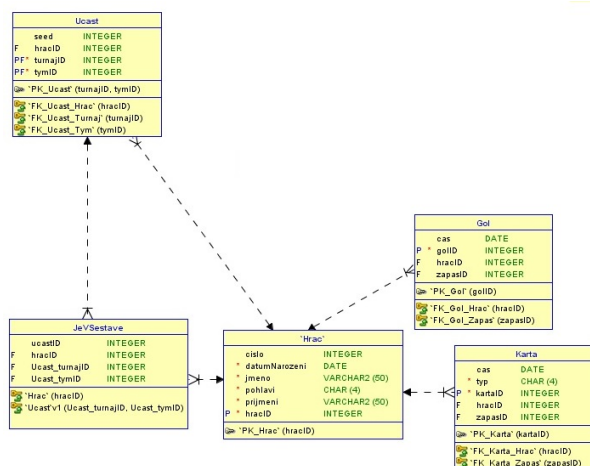 Ucast
seed INTEGER
F hracID INTEGER
PF* turnajID INTEGER
PF* tymID INTEGER
'PK_Ucast' (turnajID, tymID)
'FK_Ucast_Hrac' (hracID)
'FK_Ucast_Turnaj' (turnajID)
'FK_Ucast_Tym' (tymID)
Gol
cas DATE
P * golID INTEGER
F hracID INTEGER
F zapasID INTEGER
'PK_Gol' (golID)
'FK_Gol_Hrac' (hracID)
'FK_Gol_Zapas' (zapasID)
JeVSestave
ucastID INTEGER
F hracID INTEGER
F Ucast_turnajID INTEGER
F Ucast_tymID INTEGER
'Hrac' (hracID)
'Ucast'v1 (Ucast_turnajID, Ucast_tymID)
'Hrac'
cislo INTEGER
* datumNarozeni DATE
* jmeno VARCHAR2 (50)
* pohlavi CHAR (4)
* prijmeni VARCHAR2 (50)
P * hracID INTEGER
'PK_Hrac' (hracID)
Karta
cas DATE
* typ CHAR (4)
P * kartaID INTEGER
F hracID INTEGER
F zapasID INTEGER
'PK_Karta' (kartaID)
'FK_Karta_Hrac' (hracID)
'FK_Karta_Zapas' (zapasID)